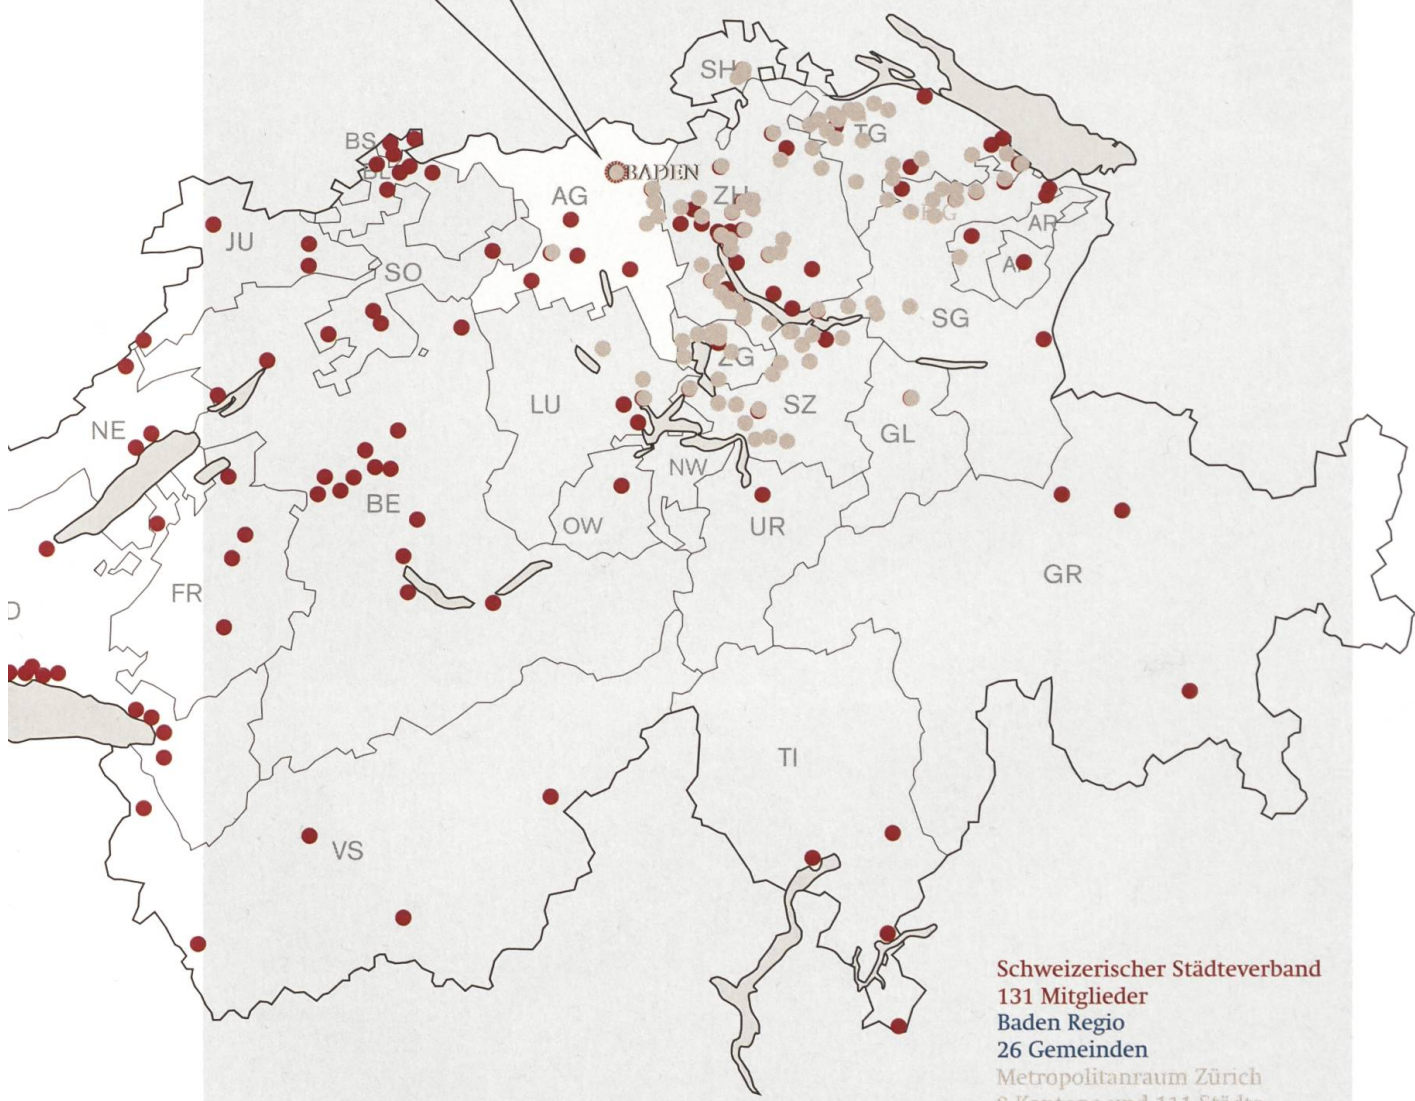 SH
TG
BS
BL
BADEN
AG
ZH
AR
JU
SO
SG
ZG
LU
SZ
NE
GL
NW
BE
OW
UR
GR
FR
D
TI
VS
Schweizerischer Städteverband
131 Mitglieder
Baden Regio
26 Gemeinden
Metropolitanraum Zürich